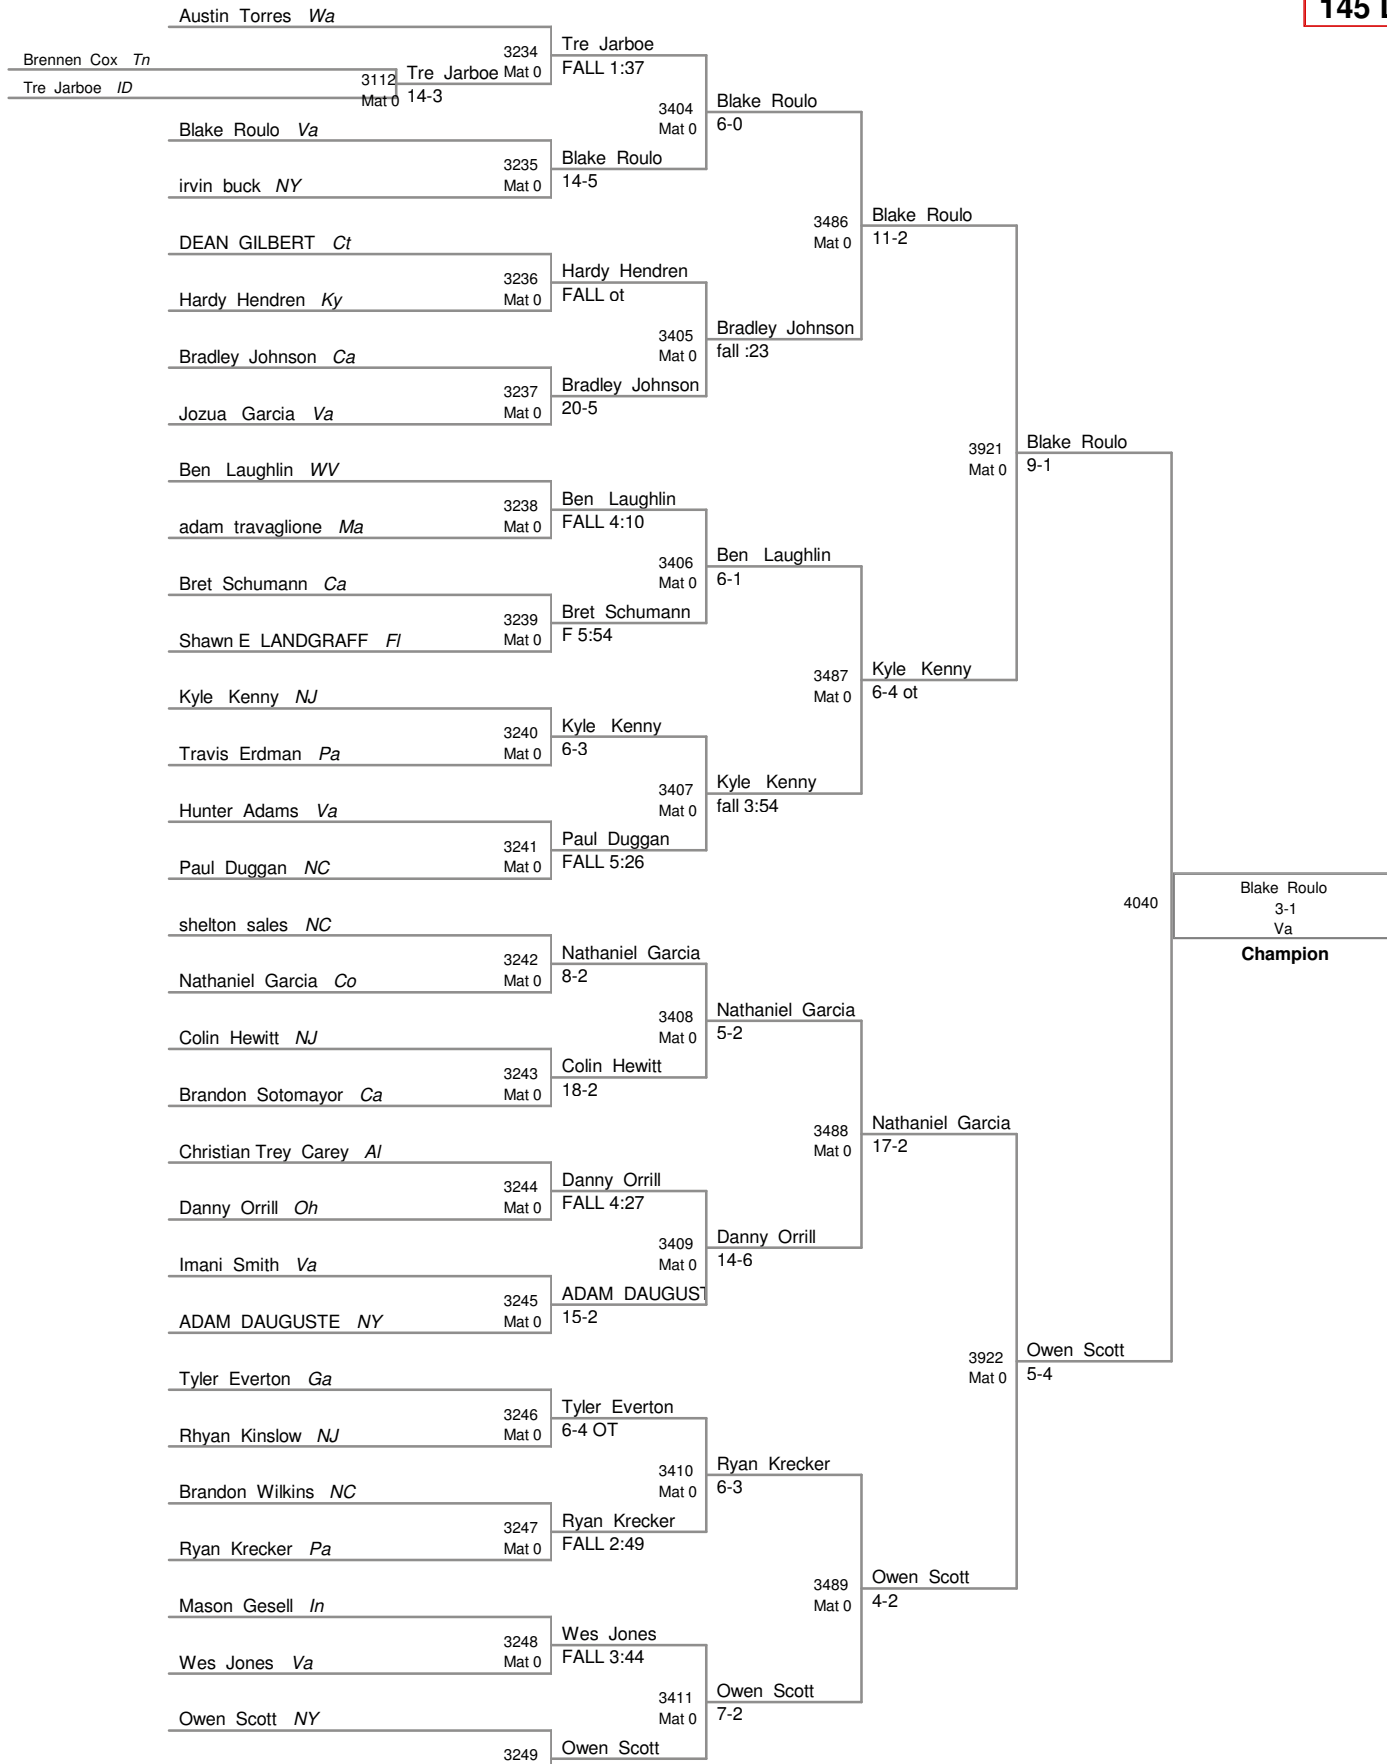 145 L
Austin Torres Wa
Brennen Cox Tn
Tre Jarboe ID
3112
Mat 0
Tre Jarboe
14-3
3234
Mat 0
Tre Jarboe
FALL 1:37
Blake Roulo Va
irvin buck NY
3235
Mat 0
Blake Roulo
14-5
3404
Mat 0
Blake Roulo
6-0
DEAN GILBERT Ct
Hardy Hendren Ky
3236
Mat 0
Hardy Hendren
FALL ot
Bradley Johnson Ca
Jozua Garcia Va
3237
Mat 0
Bradley Johnson
20-5
3405
Mat 0
Bradley Johnson
fall :23
3486
Mat 0
Blake Roulo
11-2
Ben Laughlin WV
adam travaglione Ma
3238
Mat 0
Ben Laughlin
FALL 4:10
Bret Schumann Ca
Shawn E LANDGRAFF Fl
3239
Mat 0
Bret Schumann
F 5:54
3406
Mat 0
Ben Laughlin
6-1
Kyle Kenny NJ
Travis Erdman Pa
3240
Mat 0
Kyle Kenny
6-3
Hunter Adams Va
Paul Duggan NC
3241
Mat 0
Paul Duggan
FALL 5:26
3407
Mat 0
Kyle Kenny
fall 3:54
3487
Mat 0
Kyle Kenny
6-4 ot
3921
Mat 0
Blake Roulo
9-1
shelton sales NC
Nathaniel Garcia Co
3242
Mat 0
Nathaniel Garcia
8-2
Colin Hewitt NJ
Brandon Sotomayor Ca
3243
Mat 0
Colin Hewitt
18-2
3408
Mat 0
Nathaniel Garcia
5-2
Christian Trey Carey Al
Danny Orrill Oh
3244
Mat 0
Danny Orrill
FALL 4:27
Imani Smith Va
ADAM DAUGUSTE NY
3245
Mat 0
ADAM DAUGUST
15-2
3409
Mat 0
Danny Orrill
14-6
3488
Mat 0
Nathaniel Garcia
17-2
Tyler Everton Ga
Rhyan Kinslow NJ
3246
Mat 0
Tyler Everton
6-4 OT
Brandon Wilkins NC
Ryan Krecker Pa
3247
Mat 0
Ryan Krecker
FALL 2:49
3410
Mat 0
Ryan Krecker
6-3
Mason Gesell In
Wes Jones Va
3248
Mat 0
Wes Jones
FALL 3:44
Owen Scott NY
3249
Owen Scott
3411
Mat 0
Owen Scott
7-2
3489
Mat 0
Owen Scott
4-2
3922
Mat 0
Owen Scott
5-4
4040
Blake Roulo
3-1
Va
Champion